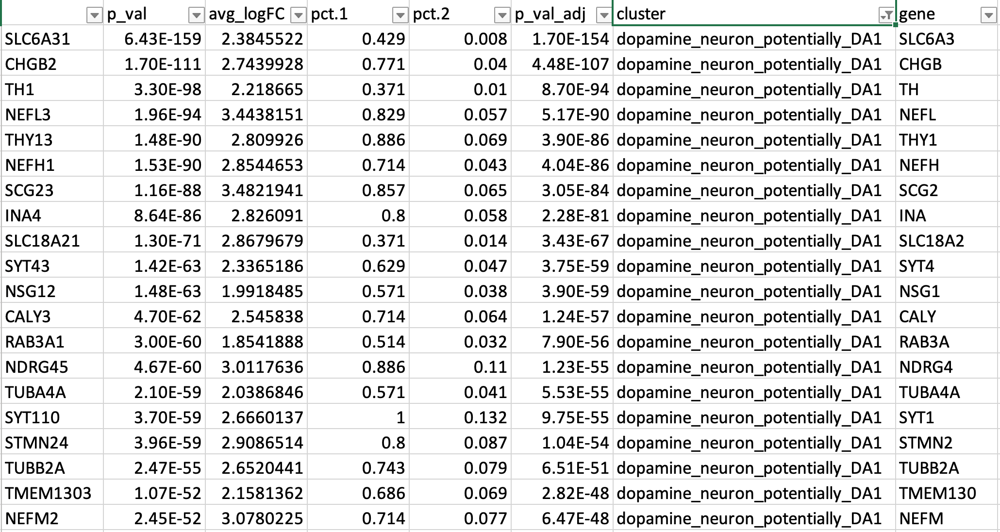 p_val avg_logFC pct.1 pct.2 p_val_adj cluster gene
SLC6A31 6.43E-159 2.3845522 0.429 0.008 1.70E-154 dopamine_neuron_potentially_DA1 SLC6A3
CHGB2 1.70E-111 2.7439928 0.771 0.04 4.48E-107 dopamine_neuron_potentially_DA1 CHGB
TH1 3.30E-98 2.218665 0.371 0.01 8.70E-94 dopamine_neuron_potentially_DA1 TH
NEFL3 1.96E-94 3.4438151 0.829 0.057 5.17E-90 dopamine_neuron_potentially_DA1 NEFL
THY13 1.48E-90 2.809926 0.886 0.069 3.90E-86 dopamine_neuron_potentially_DA1 THY1
NEFH1 1.53E-90 2.8544653 0.714 0.043 4.04E-86 dopamine_neuron_potentially_DA1 NEFH
SCG23 1.16E-88 3.4821941 0.857 0.065 3.05E-84 dopamine_neuron_potentially_DA1 SCG2
INA4 8.64E-86 2.826091 0.8 0.058 2.28E-81 dopamine_neuron_potentially_DA1 INA
SLC18A21 1.30E-71 2.8679679 0.371 0.014 3.43E-67 dopamine_neuron_potentially_DA1 SLC18A2
SYT43 1.42E-63 2.3365186 0.629 0.047 3.75E-59 dopamine_neuron_potentially_DA1 SYT4
NSG12 1.48E-63 1.9918485 0.571 0.038 3.90E-59 dopamine_neuron_potentially_DA1 NSG1
CALY3 4.70E-62 2.545838 0.714 0.064 1.24E-57 dopamine_neuron_potentially_DA1 CALY
RAB3A1 3.00E-60 1.8541888 0.514 0.032 7.90E-56 dopamine_neuron_potentially_DA1 RAB3A
NDRG45 4.67E-60 3.0117636 0.886 0.11 1.23E-55 dopamine_neuron_potentially_DA1 NDRG4
TUBA4A 2.10E-59 2.0386846 0.571 0.041 5.53E-55 dopamine_neuron_potentially_DA1 TUBA4A
SYT110 3.70E-59 2.6660137 1 0.132 9.75E-55 dopamine_neuron_potentially_DA1 SYT1
STMN24 3.96E-59 2.9086514 0.8 0.087 1.04E-54 dopamine_neuron_potentially_DA1 STMN2
TUBB2A 2.47E-55 2.6520441 0.743 0.079 6.51E-51 dopamine_neuron_potentially_DA1 TUBB2A
TMEM1303 1.07E-52 2.1581362 0.686 0.069 2.82E-48 dopamine_neuron_potentially_DA1 TMEM130
NEFM2 2.45E-52 3.0780225 0.714 0.077 6.47E-48 dopamine_neuron_potentially_DA1 NEFM